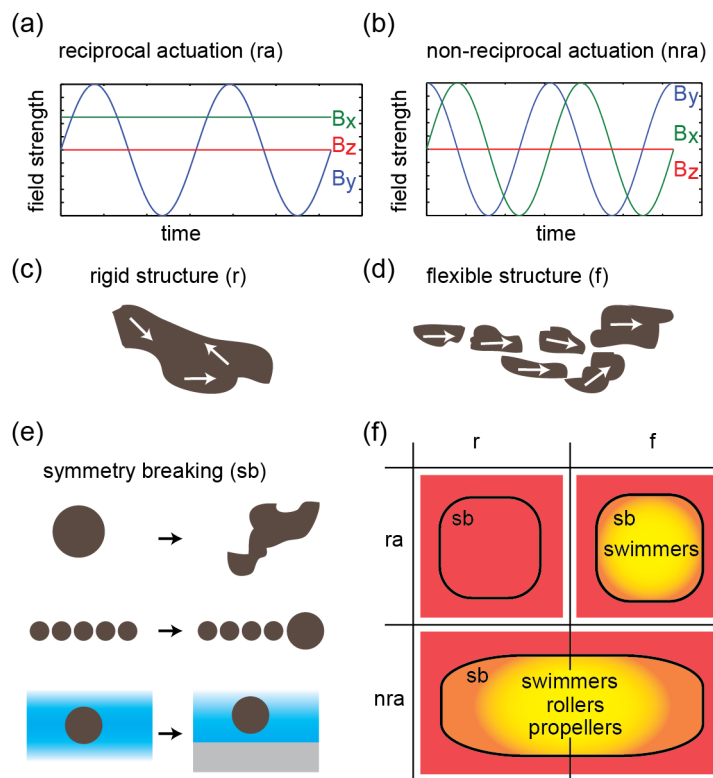 (a)
reciprocal actuation (ra)
field strength
Bx
Bz
By
time
(b)
non-reciprocal actuation (nra)
field strength
By
Bx
Bz
time
(c)
rigid structure (r)
(d)
flexible structure (f)
(e)
symmetry breaking (sb)
(f)
r
f
ra
sb
sb
swimmers
nra
sb
swimmers
rollers
propellers